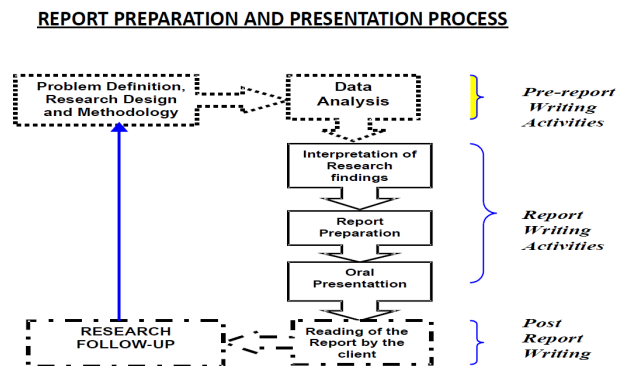 REPORT PREPARATION AND PRESENTATION PROCESS
Problem Definition,
Research Design
and Methodology
Data
Analysis
Pre-report
Writing
Activities
Interpretation of
Research
findings
Report
Preparation
Report
Writing
Activities
Oral
Presentattion
RESEARCH
FOLLOW-UP
Reading of the
Report by the
client
Post
Report
Writing